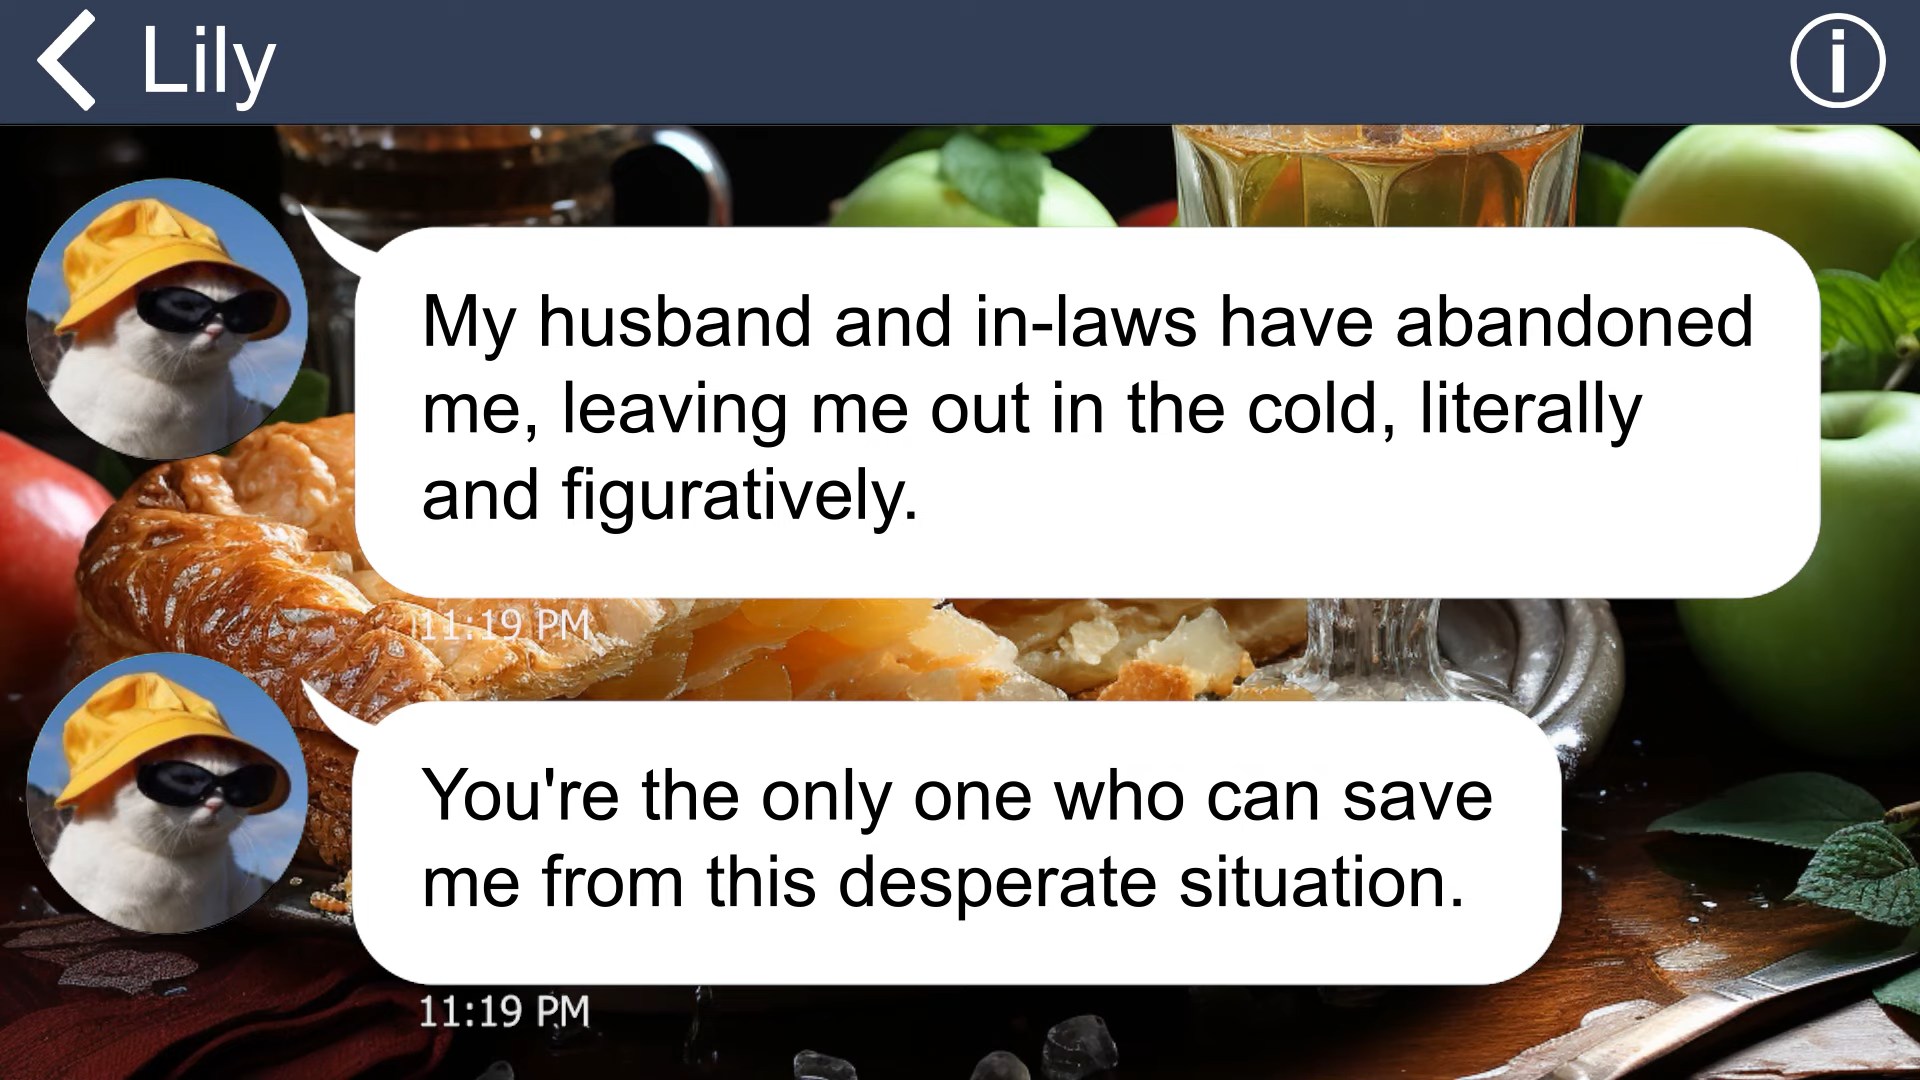 Lily
My husband and in-laws have abandoned
me, leaving me out in the cold, literally
and figuratively.
11:19 PM
You're the only one who can save
me from this desperate situation.
11:19 PM